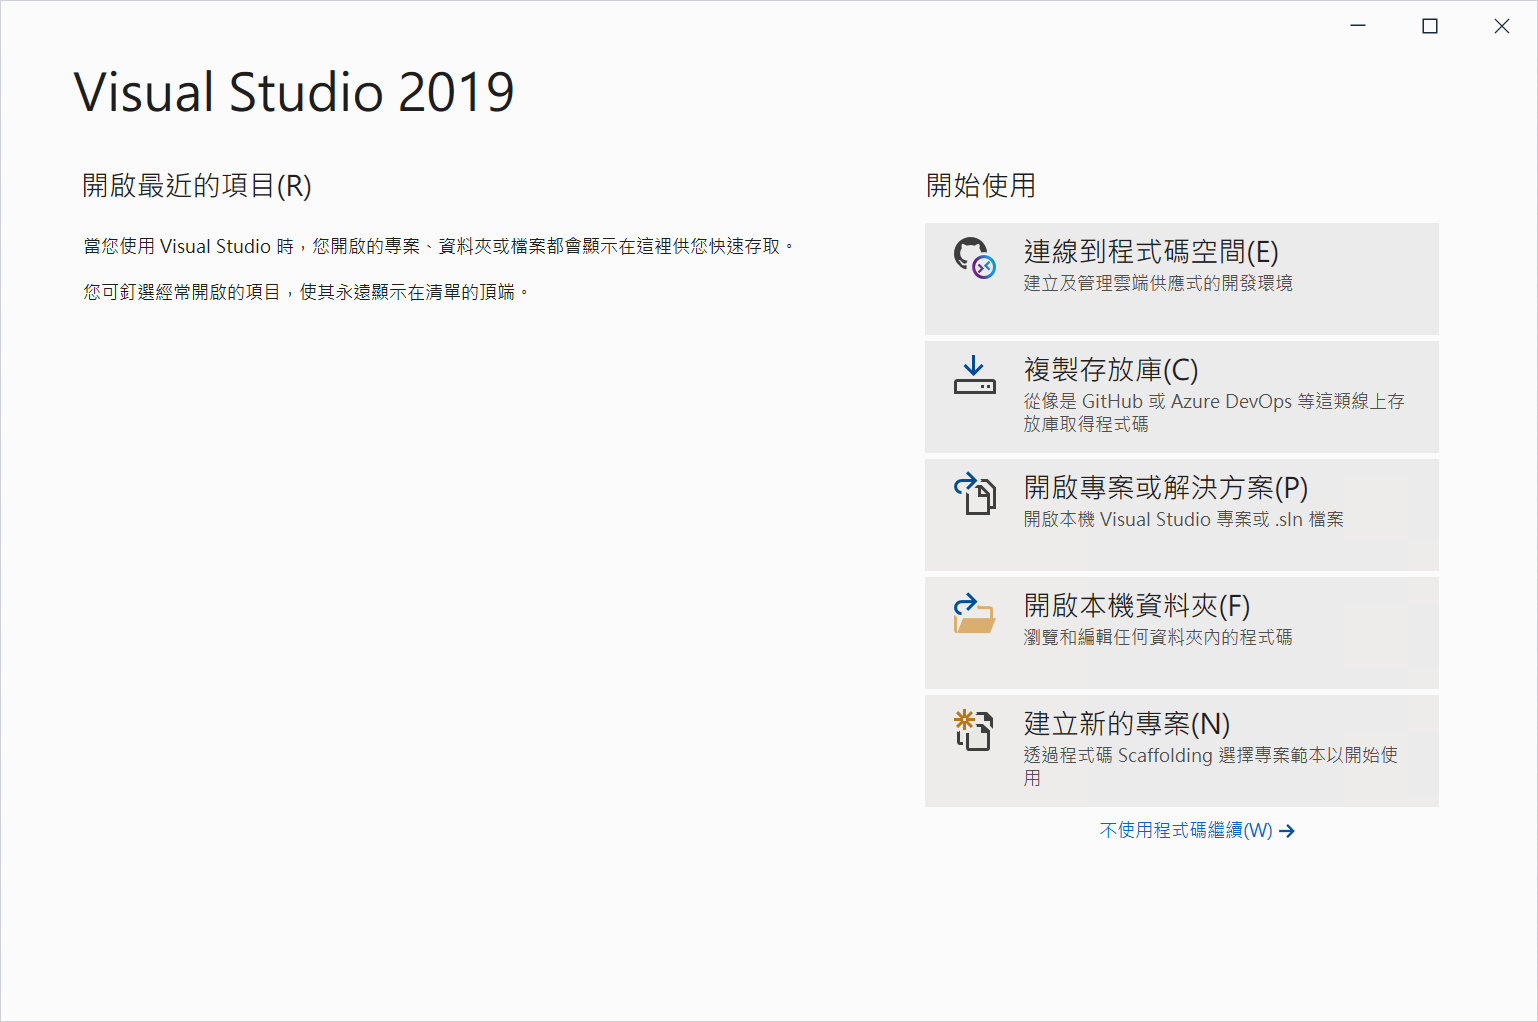 Visual Studio 2019
開啟最近的項目(R)
當您使用 Visual Studio 時，您開啟的專案、資料夾或檔案都會顯示在這裡供您快速存取。
您可釘選經常開啟的項目，使其永遠顯示在清單的頂端。
開始使用
連線到程式碼空間(E)
建立及管理雲端供應式的開發環境
複製存放庫(C)
從像是 GitHub 或 Azure DevOps 等這類線上存
放庫取得程式碼
開啟專案或解決方案(P)
開啟本機 Visual Studio 專案或 .sln 檔案
開啟本機資料夾(F)
瀏覽和編輯任何資料夾內的程式碼
建立新的專案(N)
透過程式碼 Scaffolding 選擇專案範本以開始使
用
不使用程式碼繼續(W)